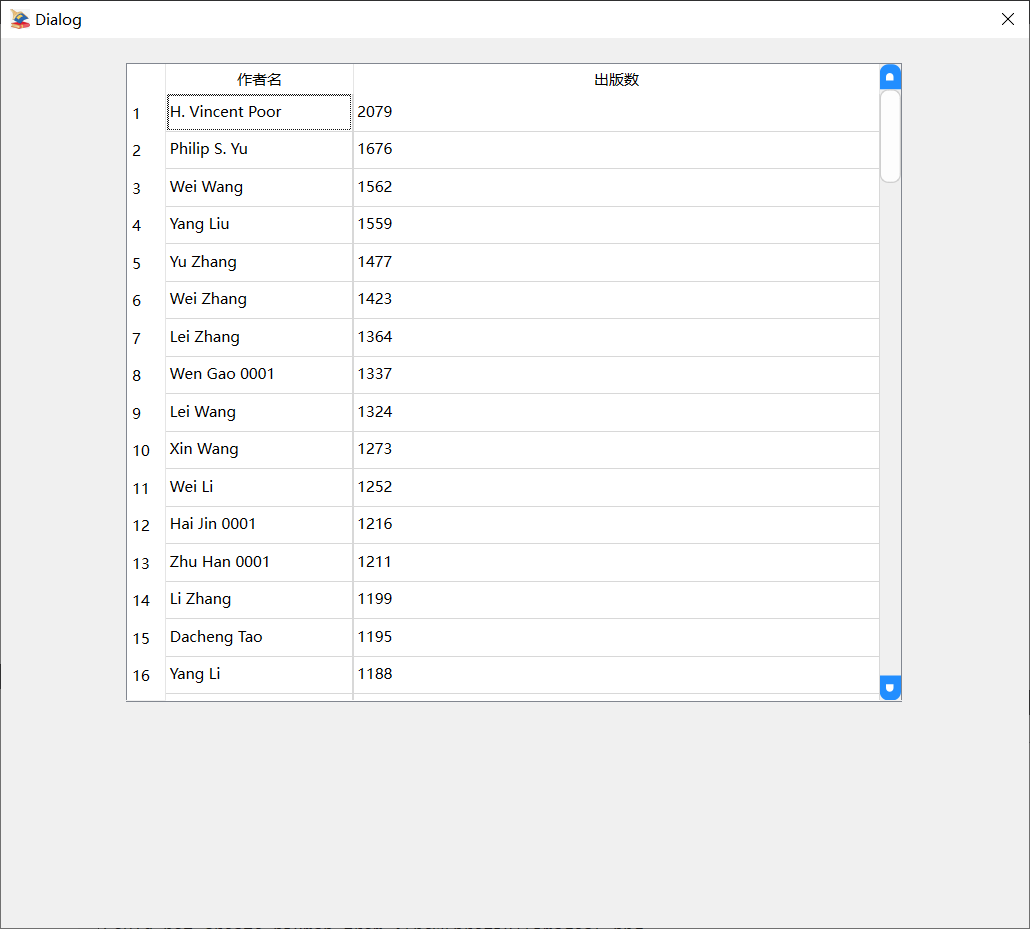 Dialog
作者名 出版数
1 H. Vincent Poor 2079
2 Philip S. Yu 1676
3 Wei Wang 1562
4 Yang Liu 1559
5 Yu Zhang 1477
6 Wei Zhang 1423
7 Lei Zhang 1364
8 Wen Gao 0001 1337
9 Lei Wang 1324
10 Xin Wang 1273
11 Wei Li 1252
12 Hai Jin 0001 1216
13 Zhu Han 0001 1211
14 Li Zhang 1199
15 Dacheng Tao 1195
16 Yang Li 1188